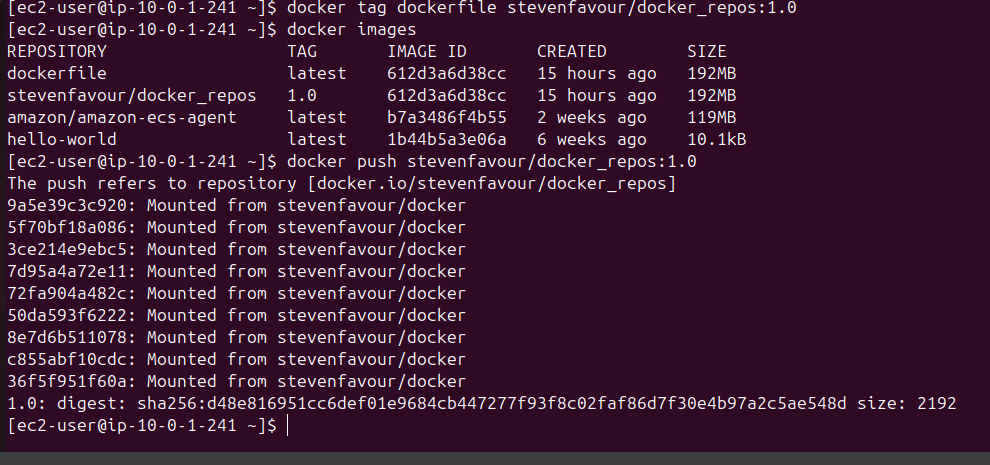 [ec2-user@ip-10-0-1-241 ~]$ docker tag dockerfile stevenfavour/docker_repos:1.0
[ec2-user@ip-10-0-1-241 ~]$ docker images
REPOSITORY                  TAG       IMAGE ID       CREATED        SIZE
dockerfile                  latest    612d3a6d38cc   15 hours ago   192MB
stevenfavour/docker_repos   1.0       612d3a6d38cc   15 hours ago   192MB
amazon/amazon-ecs-agent     latest    b7a3486f4b55   2 weeks ago    119MB
hello-world                 latest    1b44b5a3e06a   6 weeks ago    10.1kB
[ec2-user@ip-10-0-1-241 ~]$ docker push stevenfavour/docker_repos:1.0
The push refers to repository [docker.io/stevenfavour/docker_repos]
9a5e39c3c920: Mounted from stevenfavour/docker
5f70bf18a086: Mounted from stevenfavour/docker
3ce214e9ebc5: Mounted from stevenfavour/docker
7d95a4a72e11: Mounted from stevenfavour/docker
72fa904a482c: Mounted from stevenfavour/docker
50da593f6222: Mounted from stevenfavour/docker
8e7d6b511078: Mounted from stevenfavour/docker
c855abf10cdc: Mounted from stevenfavour/docker
36f5f951f60a: Mounted from stevenfavour/docker
1.0: digest: sha256:d48e816951cc6def01e9684cb447277f93f8c02faf86d7f30e4b97a2c5ae548d size: 2192
[ec2-user@ip-10-0-1-241 ~]$